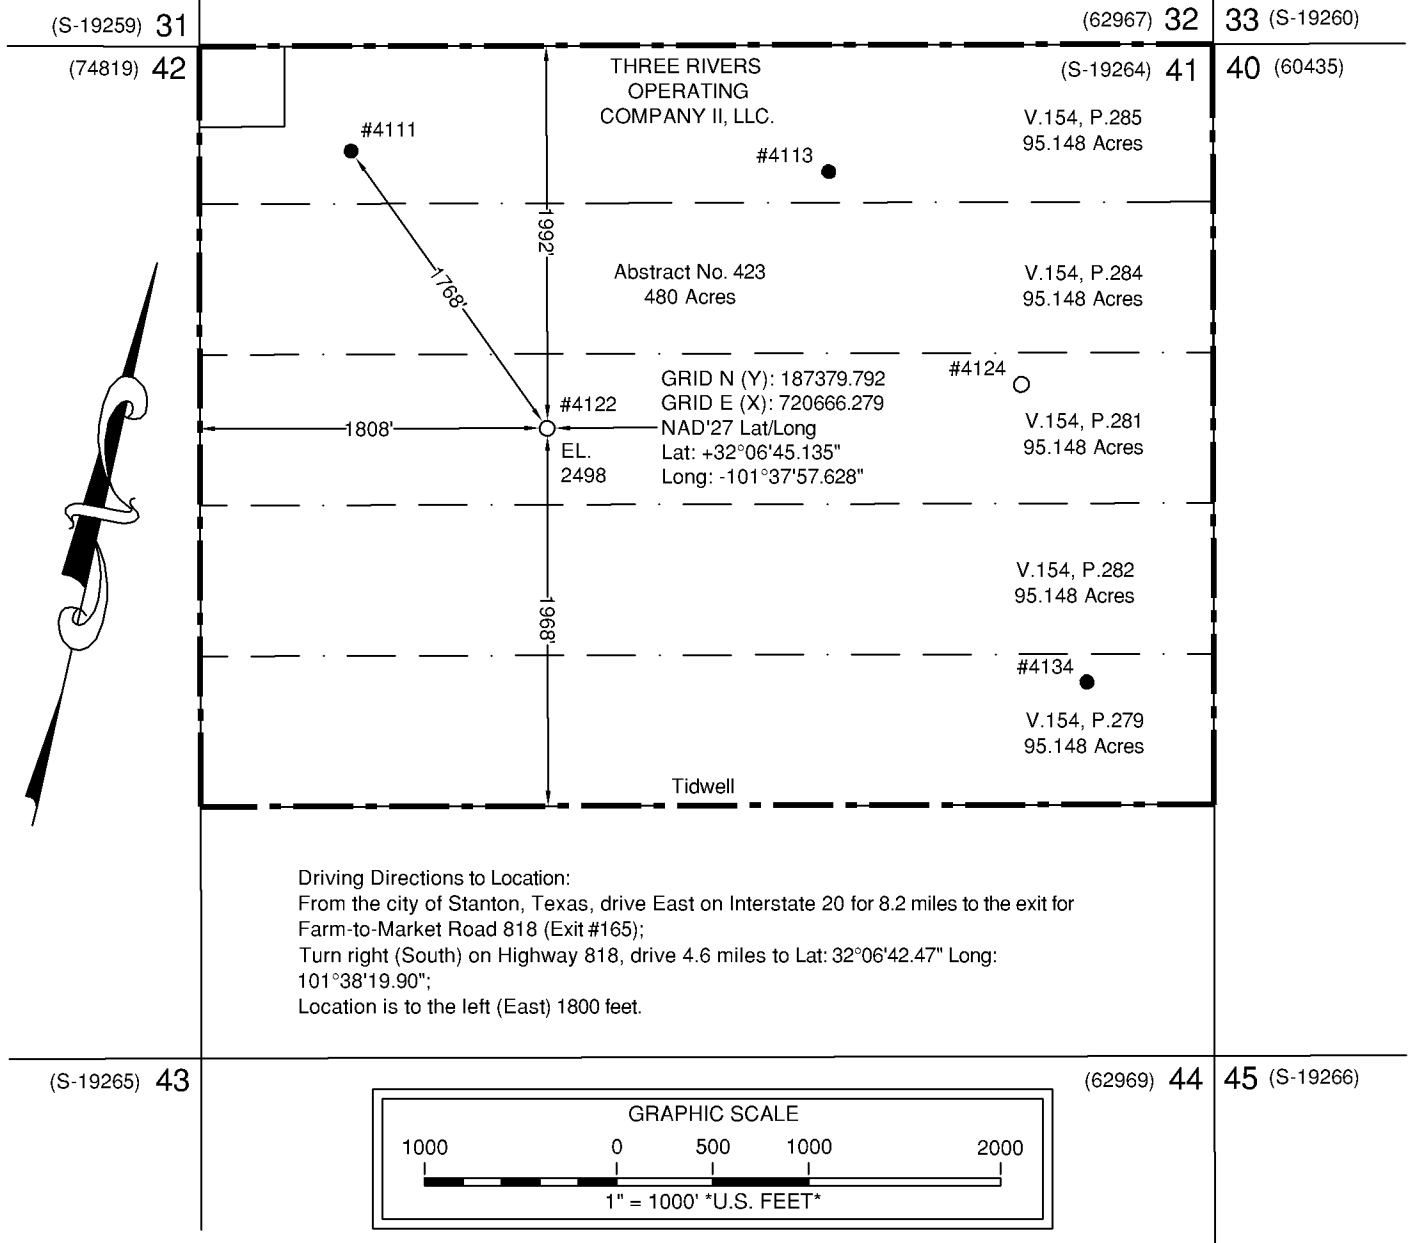 (S-19259) 31
(62967) 32
33 (S-19260)
(74819) 42
(S-19264) 41
40 (60435)
THREE RIVERS
OPERATING
COMPANY II, LLC.
V.154, P.285
95.148 Acres
#4111
#4113
1992'
Abstract No. 423
480 Acres
V.154, P.284
95.148 Acres
1768'
#4124
GRID N (Y): 187379.792
GRID E (X): 720666.279
NAD'27 Lat/Long
Lat: +32°06'45.135"
Long: -101°37'57.628"
#4122
1808'
EL.
2498
V.154, P.281
95.148 Acres
V.154, P.282
95.148 Acres
1968'
#4134
V.154, P.279
95.148 Acres
Tidwell
Driving Directions to Location:
From the city of Stanton, Texas, drive East on Interstate 20 for 8.2 miles to the exit for
Farm-to-Market Road 818 (Exit #165);
Turn right (South) on Highway 818, drive 4.6 miles to Lat: 32°06'42.47" Long:
101°38'19.90";
Location is to the left (East) 1800 feet.
(S-19265) 43
(62969) 44
45 (S-19266)
GRAPHIC SCALE
1000 0 500 1000 2000
1" = 1000' *U.S. FEET*